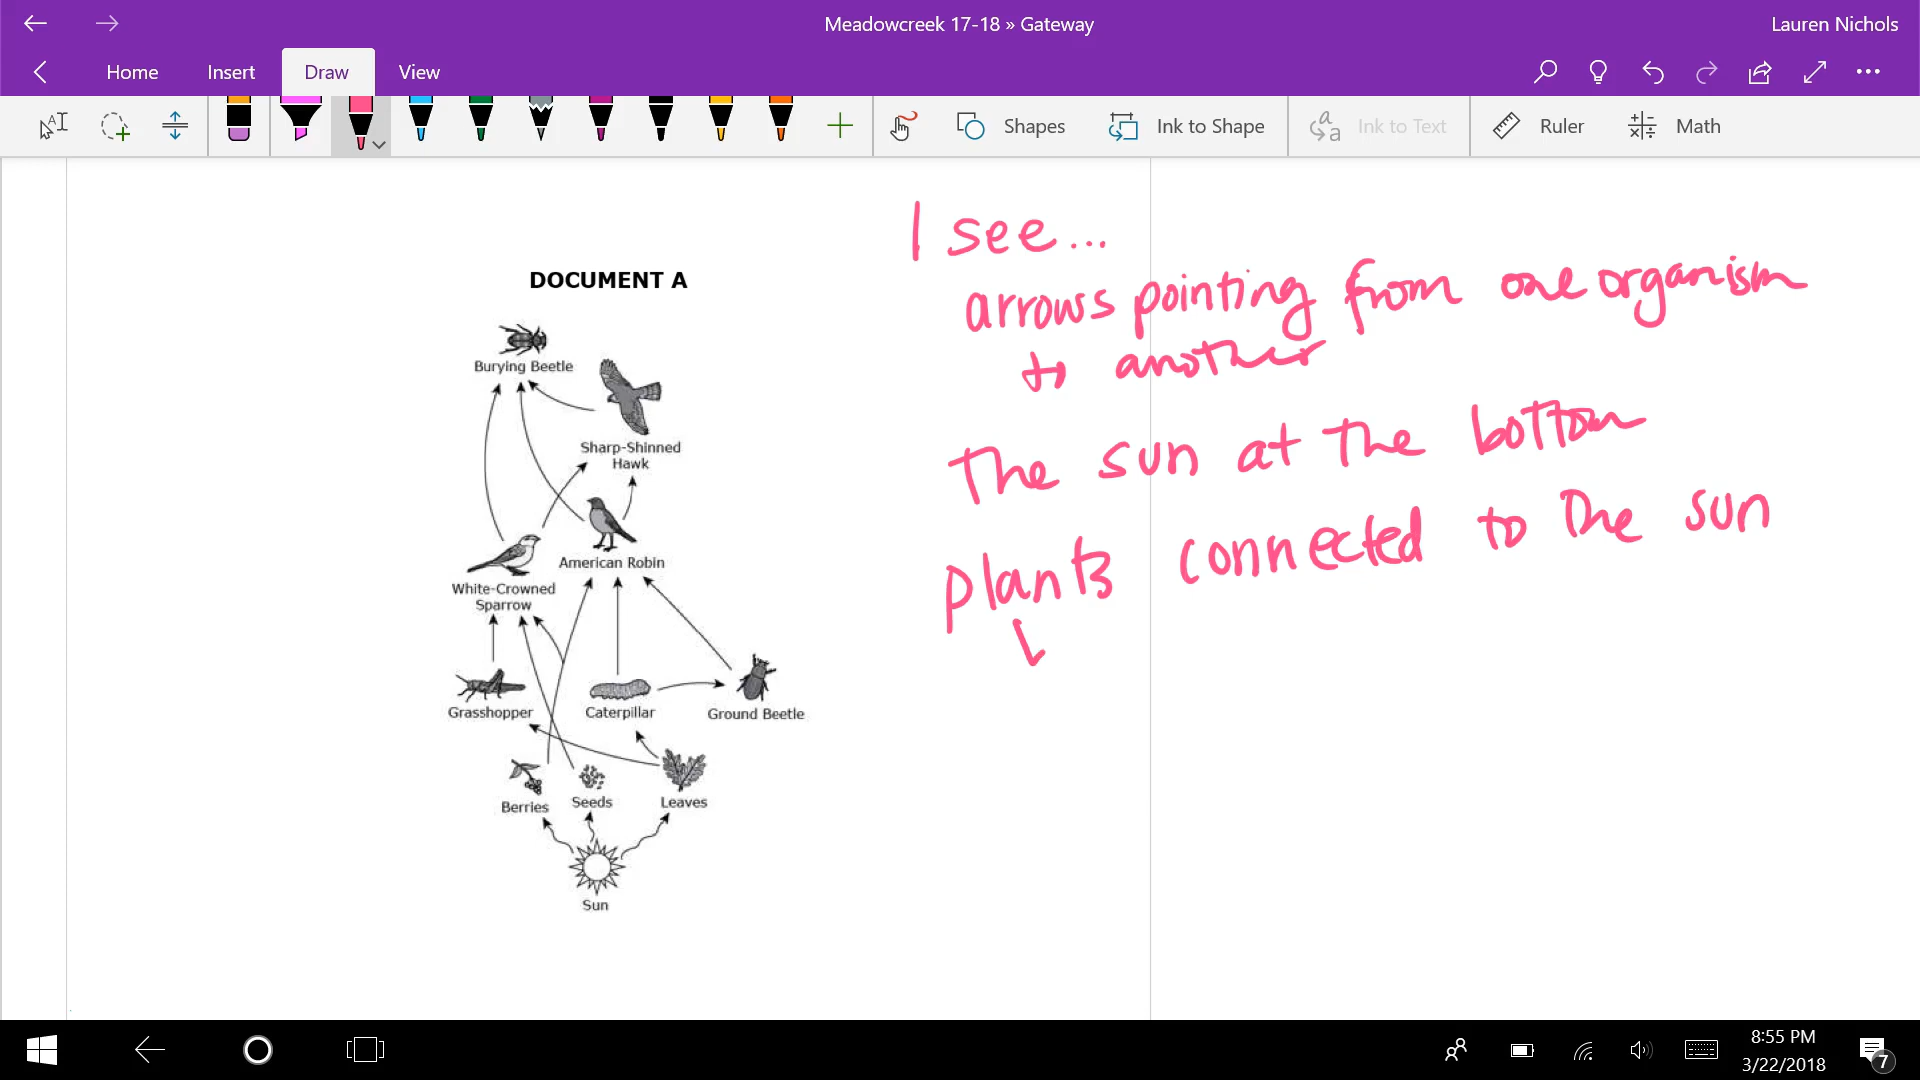 Meadowcreek 17-18 » Gateway
Lauren Nichols
Home Insert Draw View
Shapes Ink to Shape Ink to Text Ruler Math
I see...
arrows pointing from one organism
to another
The sun at the bottom
plants connected to the sun
DOCUMENT A
Burying Beetle
Sharp-Shinned
Hawk
American Robin
White-Crowned
Sparrow
Grasshopper
Caterpillar
Ground Beetle
Berries
Seeds
Leaves
Sun
8:55 PM
3/22/2018
7